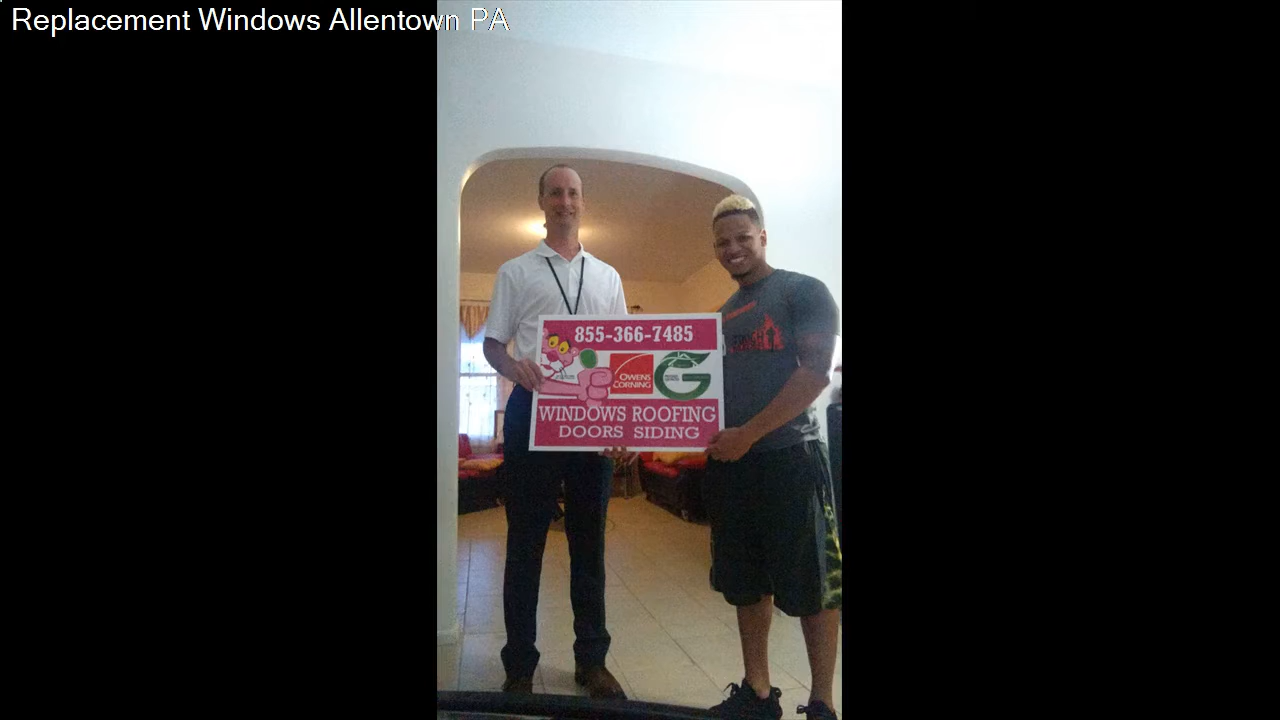 Replacement Windows Allentown PA
855-366-7485
OWENS
CORNING
G
WINDOWS ROOFING
DOORS SIDING